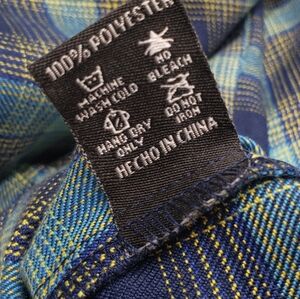 100% POLYESTER
MACHINE
WASH COLD
NO
BLEACH
HANG DRY
ONLY
DO NOT
IRON
HECHO IN CHINA